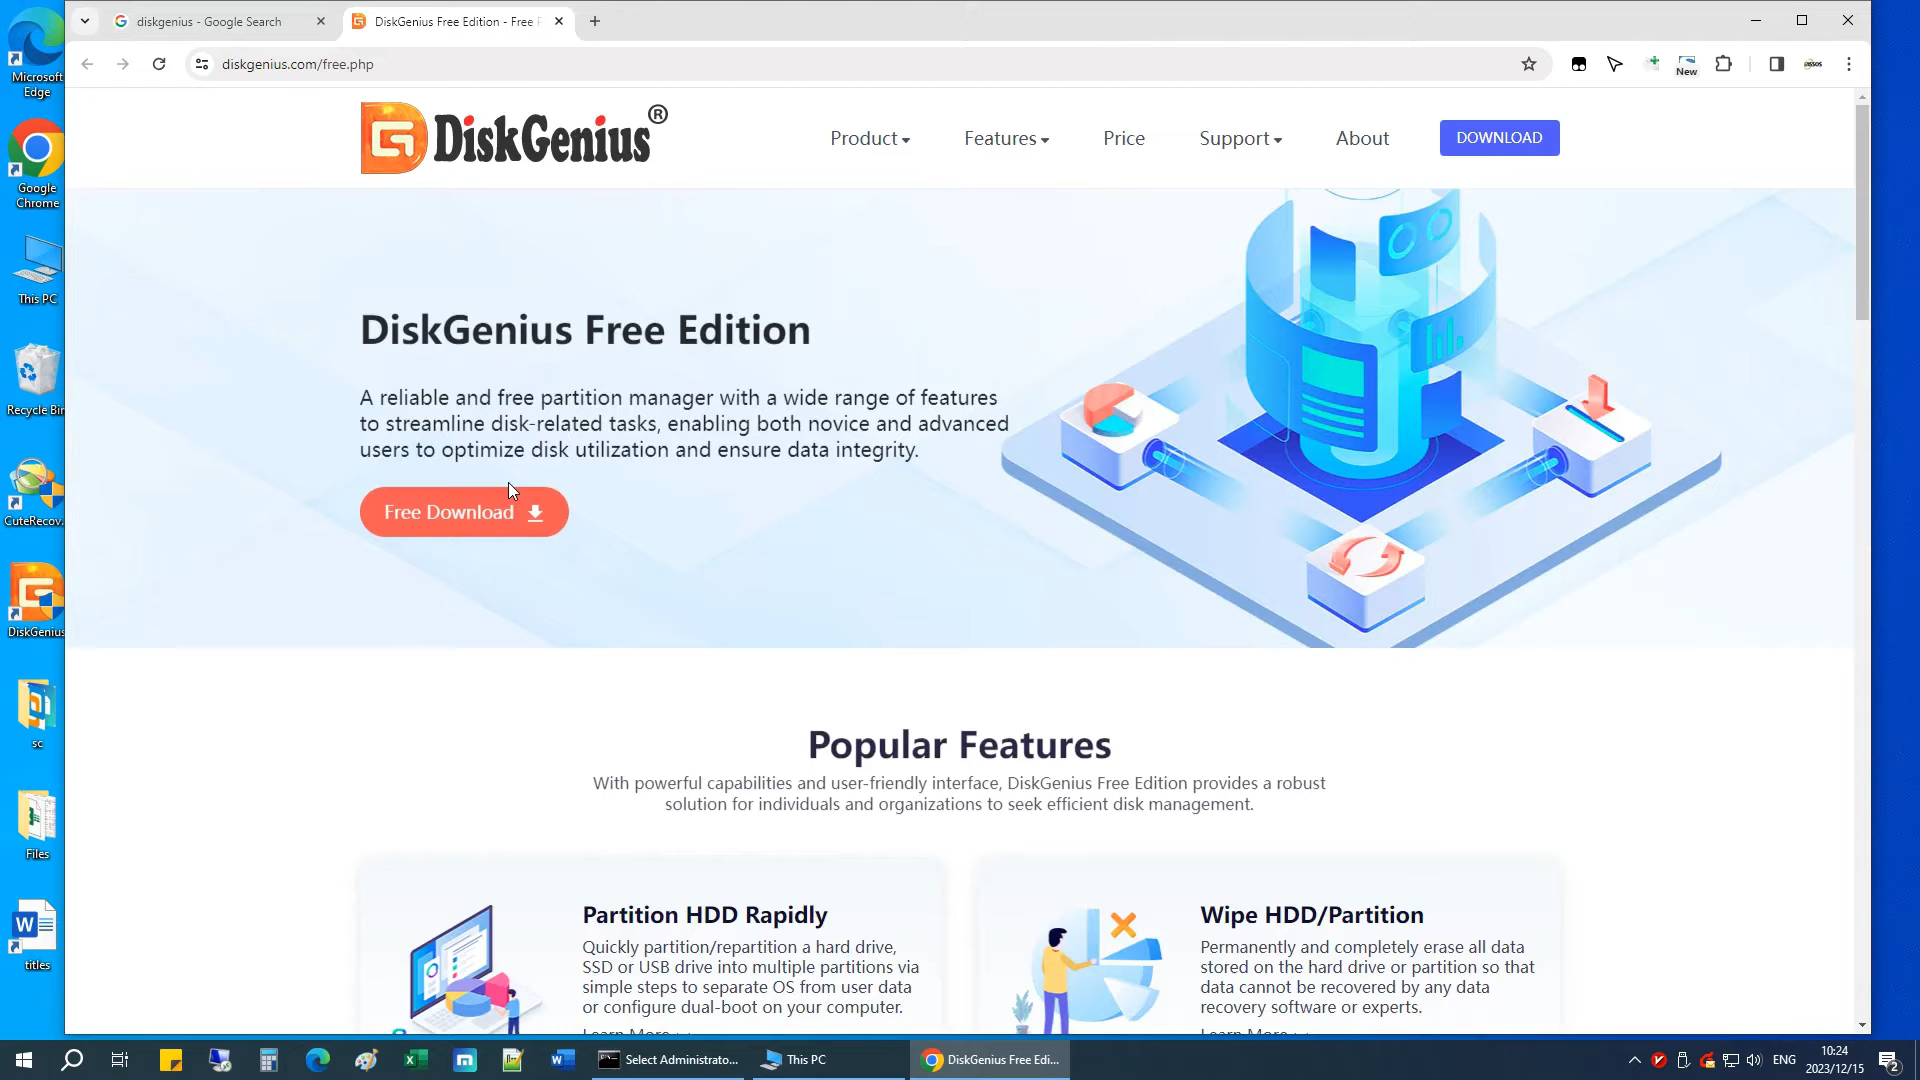 diskgenius - Google Search
DiskGenius Free Edition - Free
diskgenius.com/free.php
New
DiskGenius®
Product
Features
Price
Support
About
DOWNLOAD
DiskGenius Free Edition
A reliable and free partition manager with a wide range of features
to streamline disk-related tasks, enabling both novice and advanced
users to optimize disk utilization and ensure data integrity.
Free Download
Popular Features
With powerful capabilities and user-friendly interface, DiskGenius Free Edition provides a robust
solution for individuals and organizations to seek efficient disk management.
Partition HDD Rapidly
Quickly partition/repartition a hard drive,
SSD or USB drive into multiple partitions via
simple steps to separate OS from user data
or configure dual-boot on your computer.
Learn More
Wipe HDD/Partition
Permanently and completely erase all data
stored on the hard drive or partition so that
data cannot be recovered by any data
recovery software or experts.
Learn More
Microsoft
Edge
Google
Chrome
This PC
Recycle Bin
CuteRecov...
DiskGenius
sc
Files
titles
Select Administrato...
This PC
DiskGenius Free Edi...
ENG
10:24
2023/12/15
2